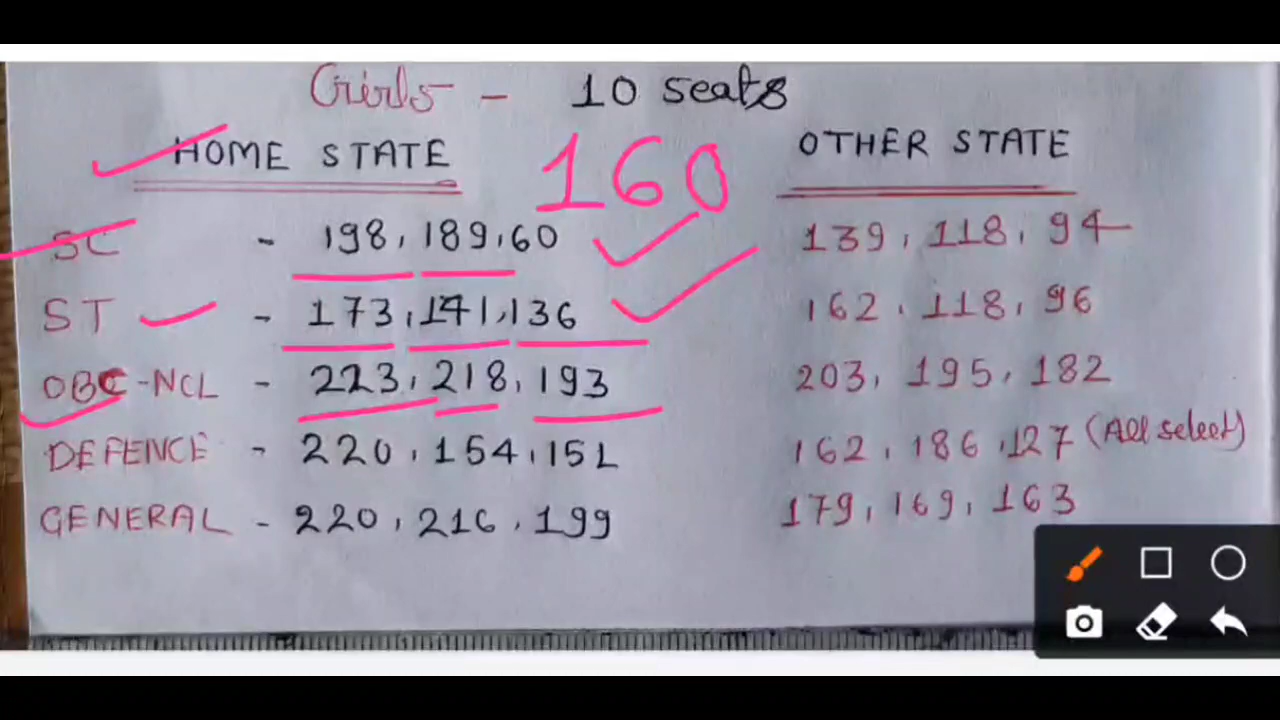 Girls - 10 seats
HOME STATE 160 OTHER STATE
SC - 198, 189, 60 139, 118, 94
ST - 173, 141, 136 162, 118, 96
OBC-NCL - 223, 218, 193 203, 195, 182
DEFENCE - 220, 154, 151 162, 186, 127 (All select)
GENERAL - 220, 216, 199 179, 169, 163